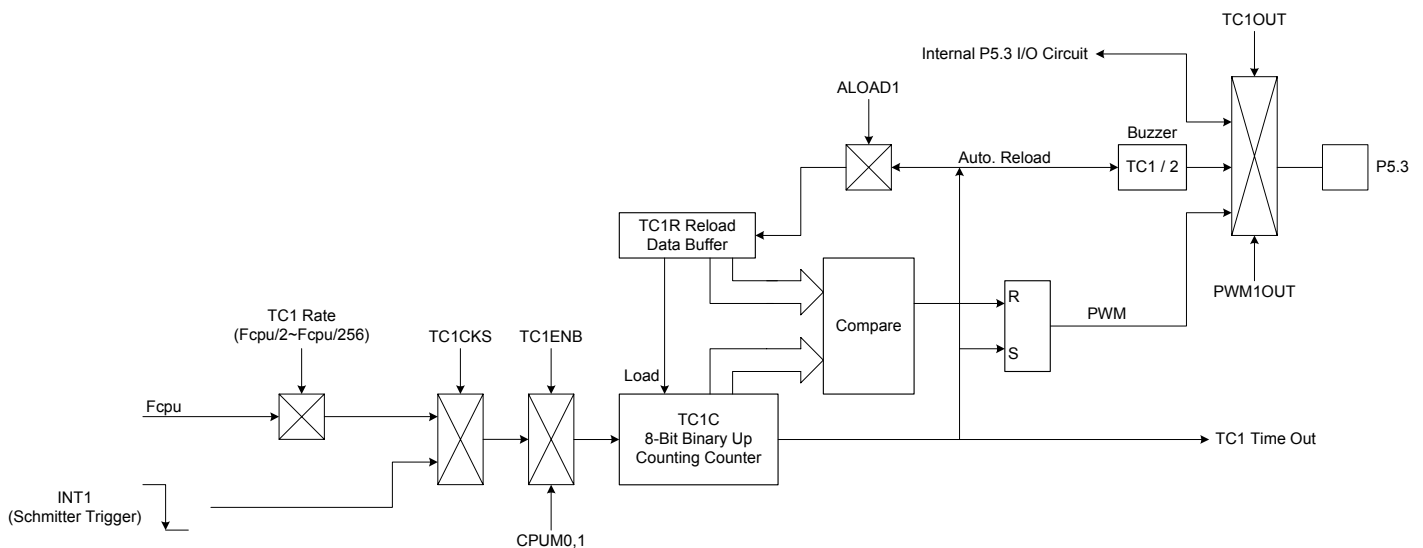 TC1OUT
Internal P5.3 I/O Circuit
ALOAD1
Buzzer
Auto. Reload
TC1 / 2
P5.3
TC1R Reload
Data Buffer
PWM1OUT
R
Compare
PWM
S
TC1 Rate
(Fcpu/2~Fcpu/256)
TC1CKS
TC1ENB
Load
Fcpu
TC1C
8-Bit Binary Up
Counting Counter
TC1 Time Out
INT1
(Schmitter Trigger)
CPUM0,1